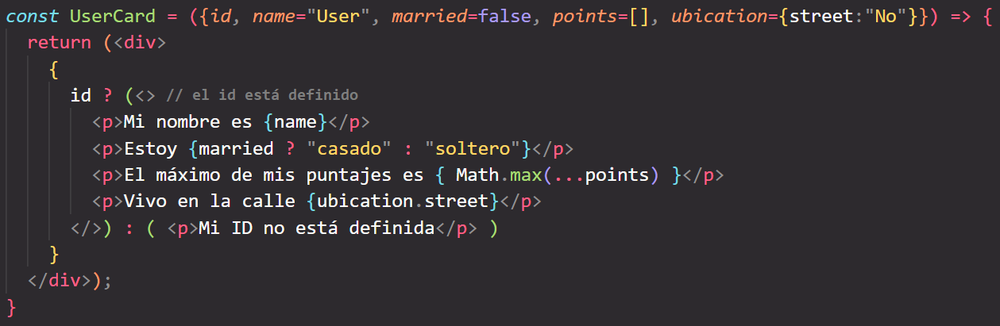 const UserCard = ({id, name="User", married=false, points=[], ubication={street:"No"}}) => {
  return (<div>
    {
      id ? (<> // el id está definido
        <p>Mi nombre es {name}</p>
        <p>Estoy {married ? "casado" : "soltero"}</p>
        <p>El máximo de mis puntajes es { Math.max(...points) }</p>
        <p>Vivo en la calle {ubication.street}</p>
      </>) : ( <p>Mi ID no está definida</p> )
    }
  </div>);
}